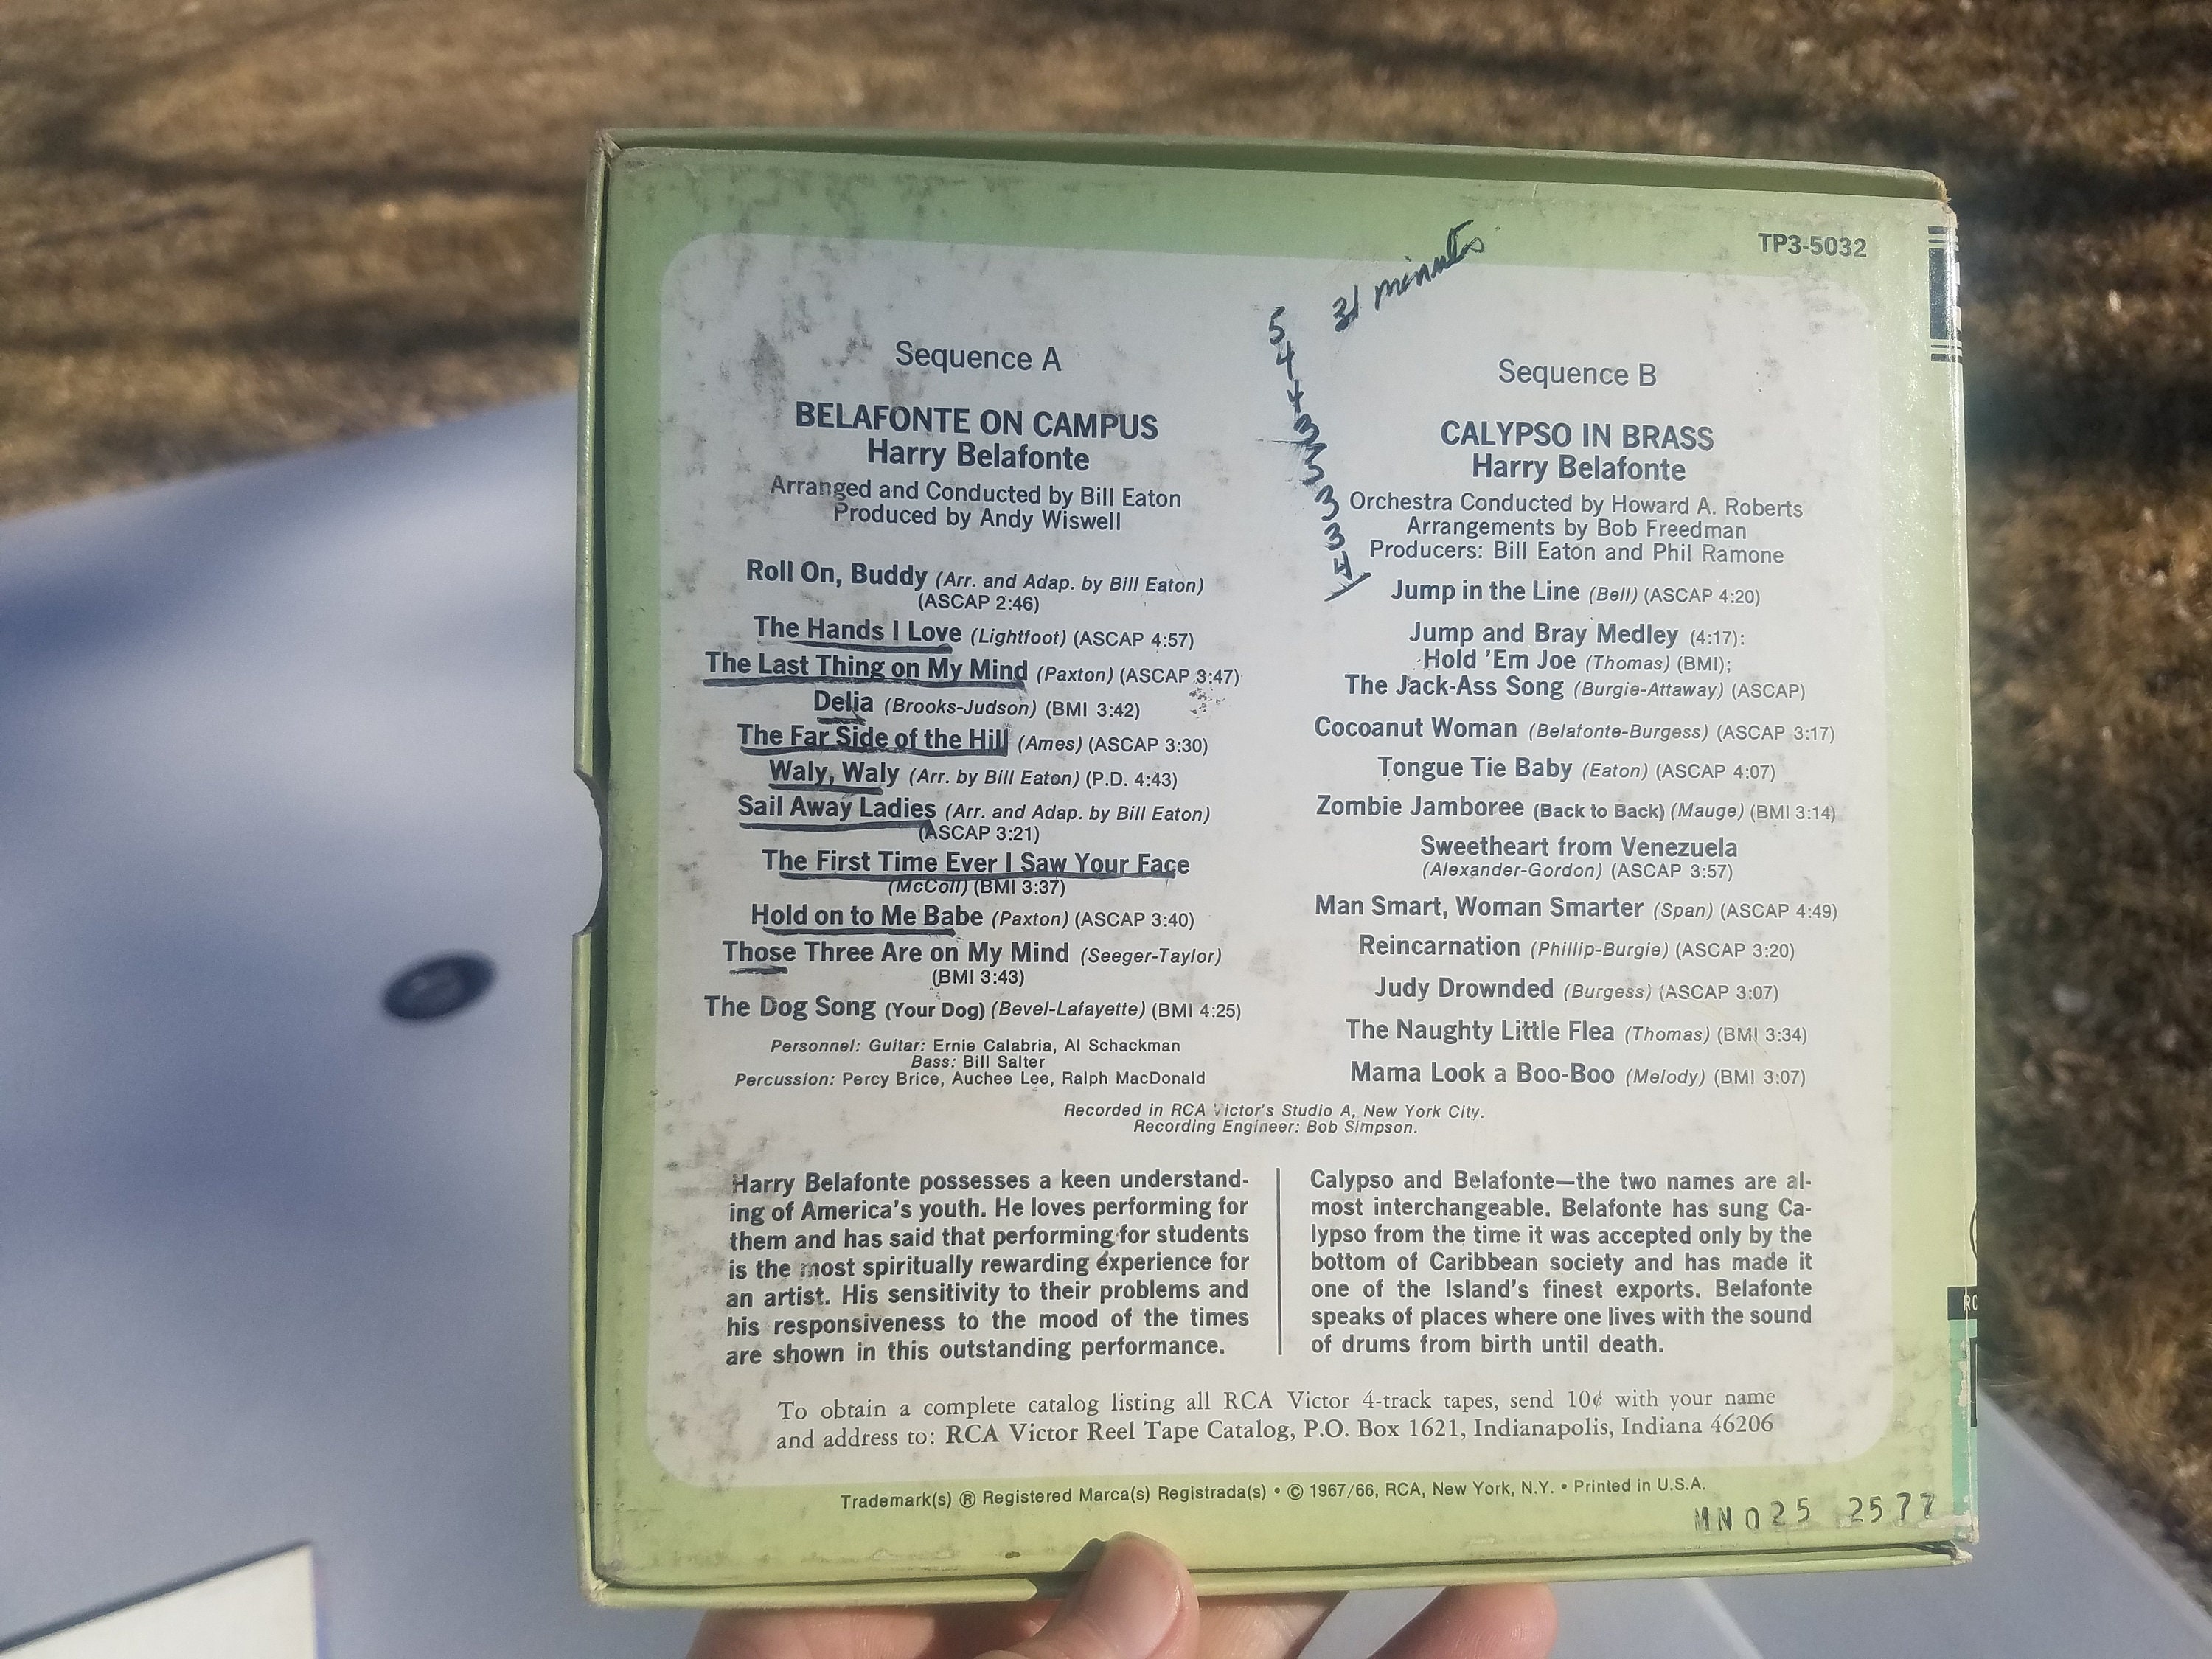 TP3-5032
31 minutes
5
4
4
3
3
3
3
Sequence A
BELAFONTE ON CAMPUS
Harry Belafonte
Arranged and Conducted by Bill Eaton
Produced by Andy Wiswell
Roll On, Buddy (Arr. and Adap. by Bill Eaton)
(ASCAP 2:46)
The Hands I Love (Lightfoot) (ASCAP 4:57)
The Last Thing on My Mind (Paxton) (ASCAP 3:47)
Delia (Brooks-Judson) (BMI 3:42)
The Far Side of the Hill (Ames) (ASCAP 3:30)
Waly, Waly (Arr. by Bill Eaton) (P.D. 4:43)
Sail Away Ladies (Arr. and Adap. by Bill Eaton)
(ASCAP 3:21)
The First Time Ever I Saw Your Face
(McColl) (BMI 3:37)
Hold on to Me Babe (Paxton) (ASCAP 3:40)
Those Three Are on My Mind (Seeger-Taylor)
(BMI 3:43)
The Dog Song (Your Dog) (Bevel-Lafayette) (BMI 4:25)
Personnel: Guitar: Ernie Calabria, Al Schackman
Bass: Bill Salter
Percussion: Percy Brice, Auchee Lee, Ralph MacDonald
Sequence B
CALYPSO IN BRASS
Harry Belafonte
Orchestra Conducted by Howard A. Roberts
Arrangements by Bob Freedman
Producers: Bill Eaton and Phil Ramone
Jump in the Line (Bell) (ASCAP 4:20)
Jump and Bray Medley (4:17):
Hold 'Em Joe (Thomas) (BMI);
The Jack-Ass Song (Burgie-Attaway) (ASCAP)
Cocoanut Woman (Belafonte-Burgess) (ASCAP 3:17)
Tongue Tie Baby (Eaton) (ASCAP 4:07)
Zombie Jamboree (Back to Back) (Mauge) (BMI 3:14)
Sweetheart from Venezuela
(Alexander-Gordon) (ASCAP 3:57)
Man Smart, Woman Smarter (Span) (ASCAP 4:49)
Reincarnation (Phillip-Burgie) (ASCAP 3:20)
Judy Drownded (Burgess) (ASCAP 3:07)
The Naughty Little Flea (Thomas) (BMI 3:34)
Mama Look a Boo-Boo (Melody) (BMI 3:07)
Recorded in RCA Victor's Studio A, New York City.
Recording Engineer: Bob Simpson.
Harry Belafonte possesses a keen understand-
ing of America's youth. He loves performing for
them and has said that performing for students
is the most spiritually rewarding experience for
an artist. His sensitivity to their problems and
his responsiveness to the mood of the times
are shown in this outstanding performance.
Calypso and Belafonte—the two names are al-
most interchangeable. Belafonte has sung Ca-
lypso from the time it was accepted only by the
bottom of Caribbean society and has made it
one of the Island's finest exports. Belafonte
speaks of places where one lives with the sound
of drums from birth until death.
To obtain a complete catalog listing all RCA Victor 4-track tapes, send 10¢ with your name
and address to: RCA Victor Reel Tape Catalog, P.O. Box 1621, Indianapolis, Indiana 46206
Trademark(s) ® Registered Marca(s) Registrada(s) • © 1967/66, RCA, New York, N.Y. • Printed in U.S.A.
MN025 2577